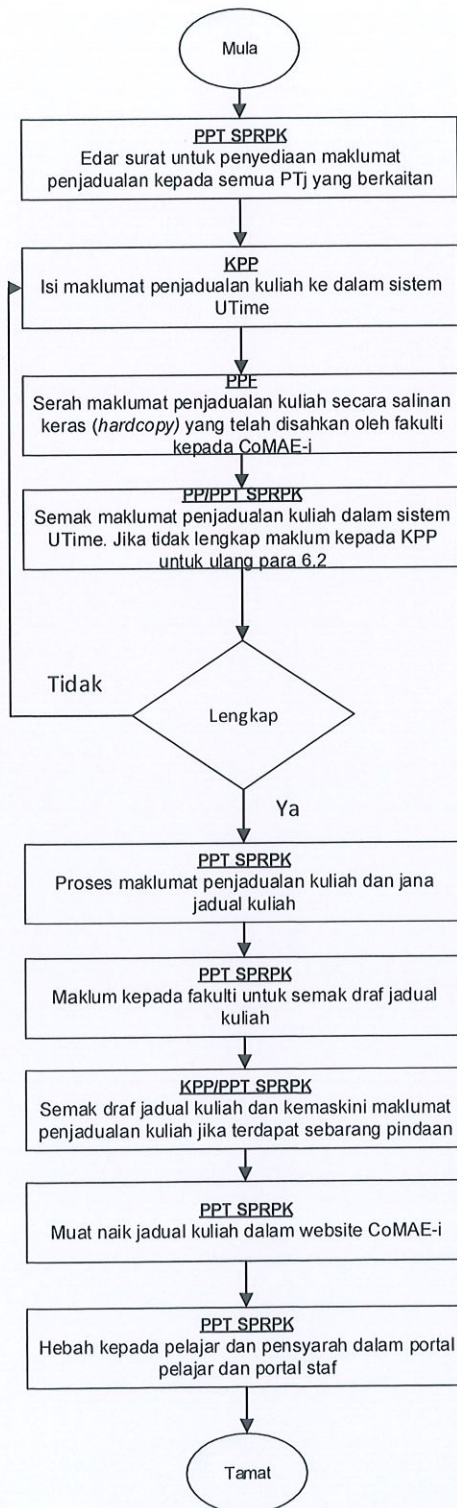 Mula
PPT SPRPK
Edar surat untuk penyediaan maklumat
penjadualan kepada semua PTj yang berkaitan
KPP
Isi maklumat penjadualan kuliah ke dalam sistem
UTime
PPF
Serah maklumat penjadualan kuliah secara salinan
keras (hardcopy) yang telah disahkan oleh fakulti
kepada CoMAE-i
PP/PPT SPRPK
Semak maklumat penjadualan kuliah dalam sistem
UTime. Jika tidak lengkap maklum kepada KPP
untuk ulang para 6.2
Tidak
Lengkap
Ya
PPT SPRPK
Proses maklumat penjadualan kuliah dan jana
jadual kuliah
PPT SPRPK
Maklum kepada fakulti untuk semak draf jadual
kuliah
KPP/PPT SPRPK
Semak draf jadual kuliah dan kemaskini maklumat
penjadualan kuliah jika terdapat sebarang pindaan
PPT SPRPK
Muat naik jadual kuliah dalam website CoMAE-i
PPT SPRPK
Hebah kepada pelajar dan pensyarah dalam portal
pelajar dan portal staf
Tamat